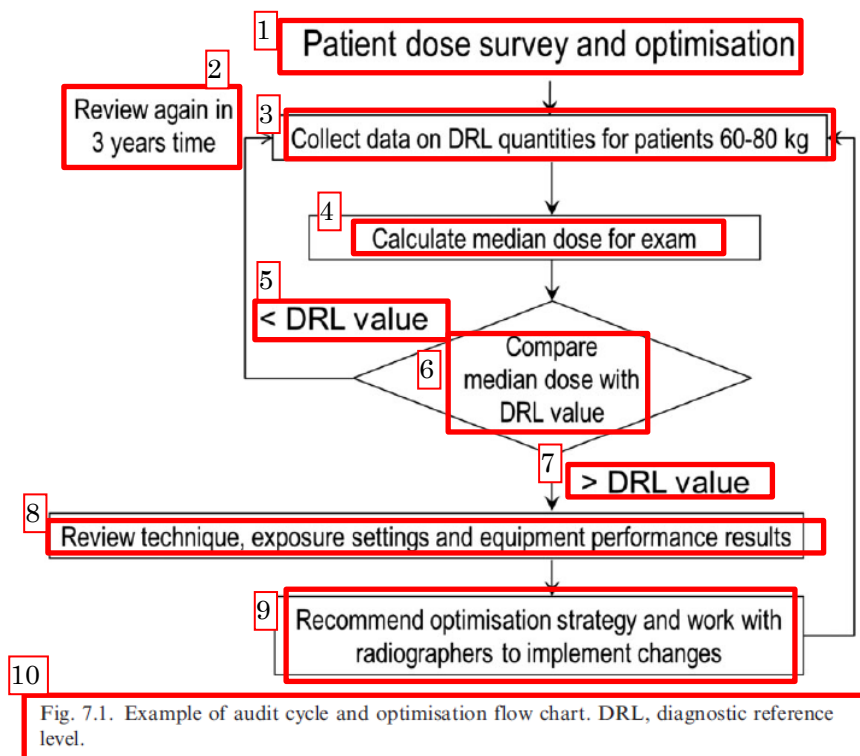 1
Patient dose survey and optimisation
2
Review again in
3 years time
3
Collect data on DRL quantities for patients 60-80 kg
4
Calculate median dose for exam
5
< DRL value
6
Compare
median dose with
DRL value
7
> DRL value
8
Review technique, exposure settings and equipment performance results
9
Recommend optimisation strategy and work with
radiographers to implement changes
10
Fig. 7.1. Example of audit cycle and optimisation flow chart. DRL, diagnostic reference
level.